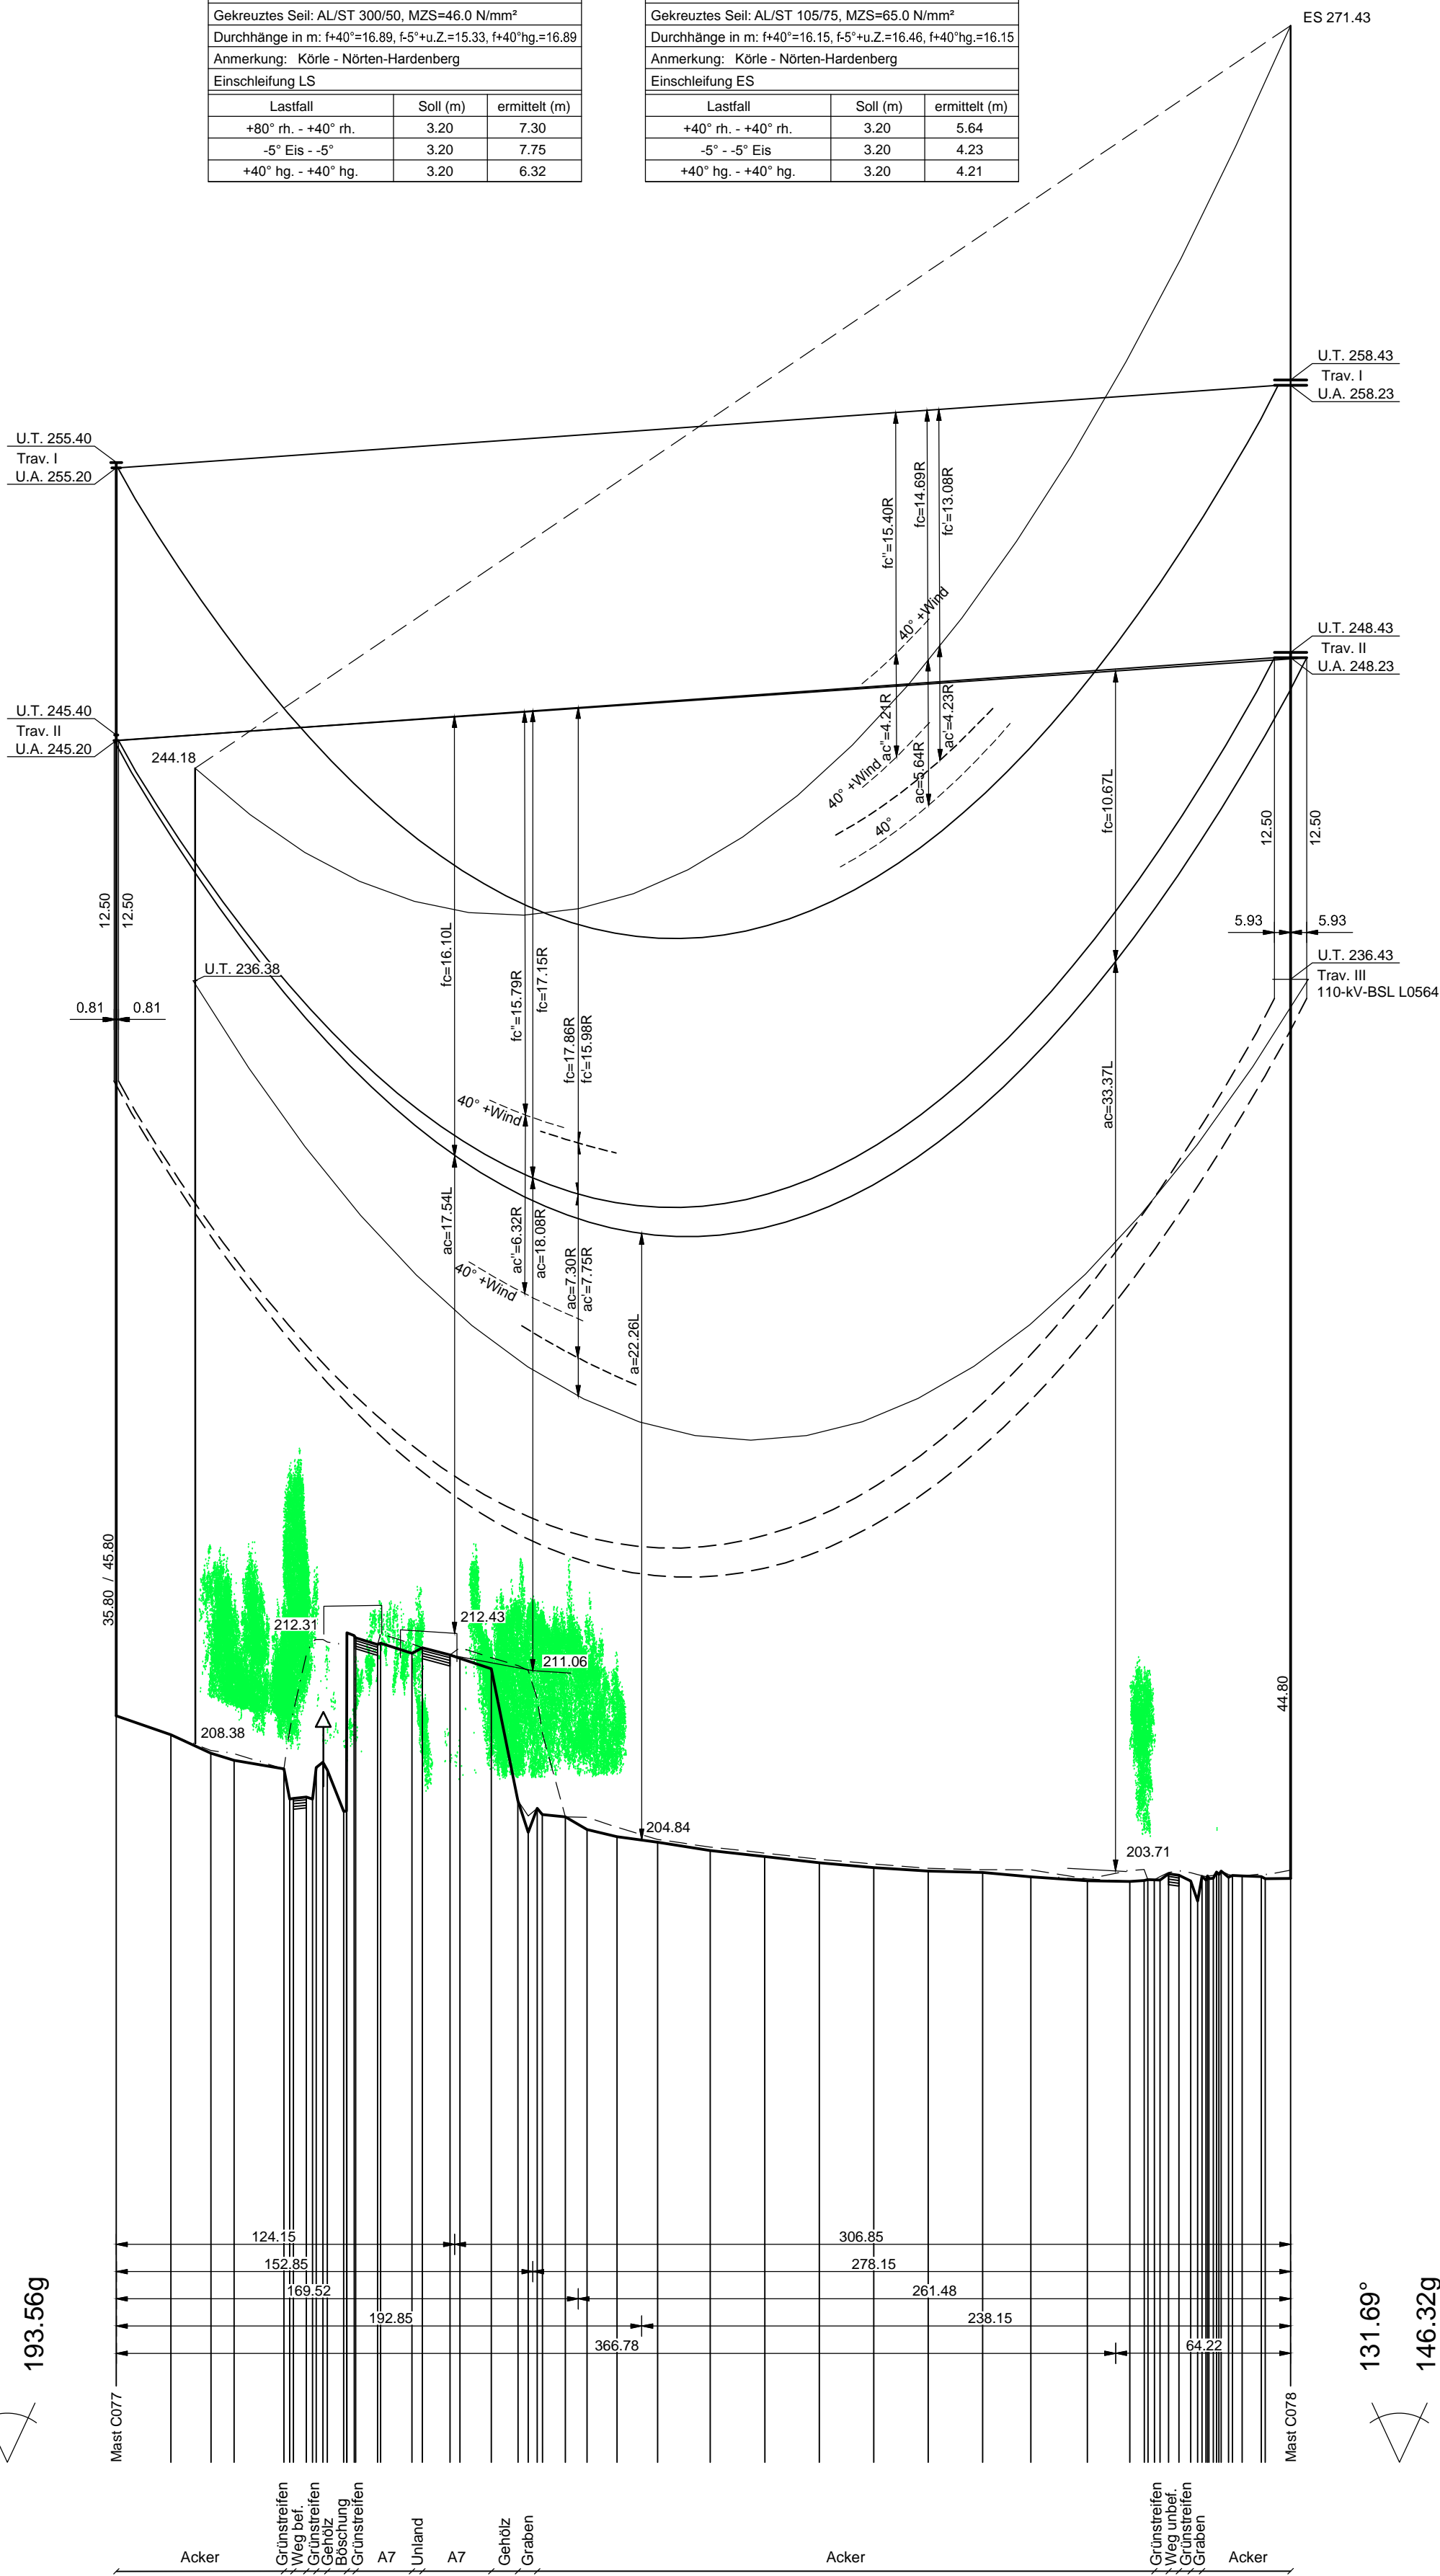 Gekreuztes Seil: AL/ST 300/50, MZS=46.0 N/mm²
Durchhänge in m: f+40°=16.89, f-5°+u.Z.=15.33, f+40°hg.=16.89
Anmerkung: Körle - Nörten-Hardenberg
Einschleifung LS
Lastfall Soll (m) ermittelt (m)
+80° rh. - +40° rh. 3.20 7.30
-5° Eis - -5° 3.20 7.75
+40° hg. - +40° hg. 3.20 6.32
Gekreuztes Seil: AL/ST 105/75, MZS=65.0 N/mm²
Durchhänge in m: f+40°=16.15, f-5°+u.Z.=16.46, f+40°hg.=16.15
Anmerkung: Körle - Nörten-Hardenberg
Einschleifung ES
Lastfall Soll (m) ermittelt (m)
+40° rh. - +40° rh. 3.20 5.64
-5° - -5° Eis 3.20 4.23
+40° hg. - +40° hg. 3.20 4.21
ES 271.43
U.T. 258.43
Trav. I
U.A. 258.23
U.T. 255.40
Trav. I
U.A. 255.20
fc''=15.40R
fc=14.69R
fc'=13.08R
40° +Wind
U.T. 248.43
Trav. II
U.A. 248.23
U.T. 245.40
Trav. II
U.A. 245.20
244.18
ac''=4.21R
ac=5.64R
ac'=4.23R
40° +Wind
40°
fc=10.67L
12.50
12.50
12.50
12.50
5.93
5.93
fc=16.10L
fc''=15.79R
fc=17.15R
fc=17.86R
fc'=15.98R
U.T. 236.38
U.T. 236.43
Trav. III
110-kV-BSL L0564
0.81
0.81
40° +Wind
ac=33.37L
ac=17.54L
ac''=6.32R
ac=18.08R
ac=7.30R
ac'=7.75R
40° +Wind
a=22.26L
35.80 / 45.80
212.31
212.43
211.06
44.80
208.38
204.84
203.71
124.15
306.85
152.85
278.15
169.52
261.48
192.85
238.15
366.78
64.22
193.56g
131.69°
146.32g
Mast C077
Mast C078
Acker
Grünstreifen
Weg bef.
Grünstreifen
Gehölz
Böschung
Grünstreifen
A7
Unland
A7
Gehölz
Graben
Acker
Grünstreifen
Weg unbef.
Grünstreifen
Graben
Acker